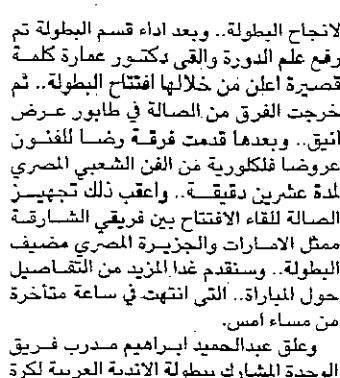 لانجاح البطولة.. وبعد اداء قسم البطولة تم
رفع علم الدورة والقى دكتور عمارة كلمة
قصيرة اعلن من خلالها افتتاح البطولة.. ثم
خرجت الفرق من الصالة في طابور عرض
انيق.. وبعدها قدمت فرقة رضا للفنون
عروضا فلكلورية من الفن الشعبي المصري
لمدة عشرين دقيقة.. واعقب ذلك تجهيز
الصالة للقاء الافتتاح بين فريقي الشارقة
ممثل الامارات والجزيرة المصري مضيف
البطولة.. وسنقدم غدا المزيد من التفاصيل
حول المباراة.. التي انتهت في ساعة متأخرة
من مساء امس.
وعلق عبدالحميد ابراهيم مدرب فريق
الوحدة المشارك ببطولة الاندية العربية لكرة